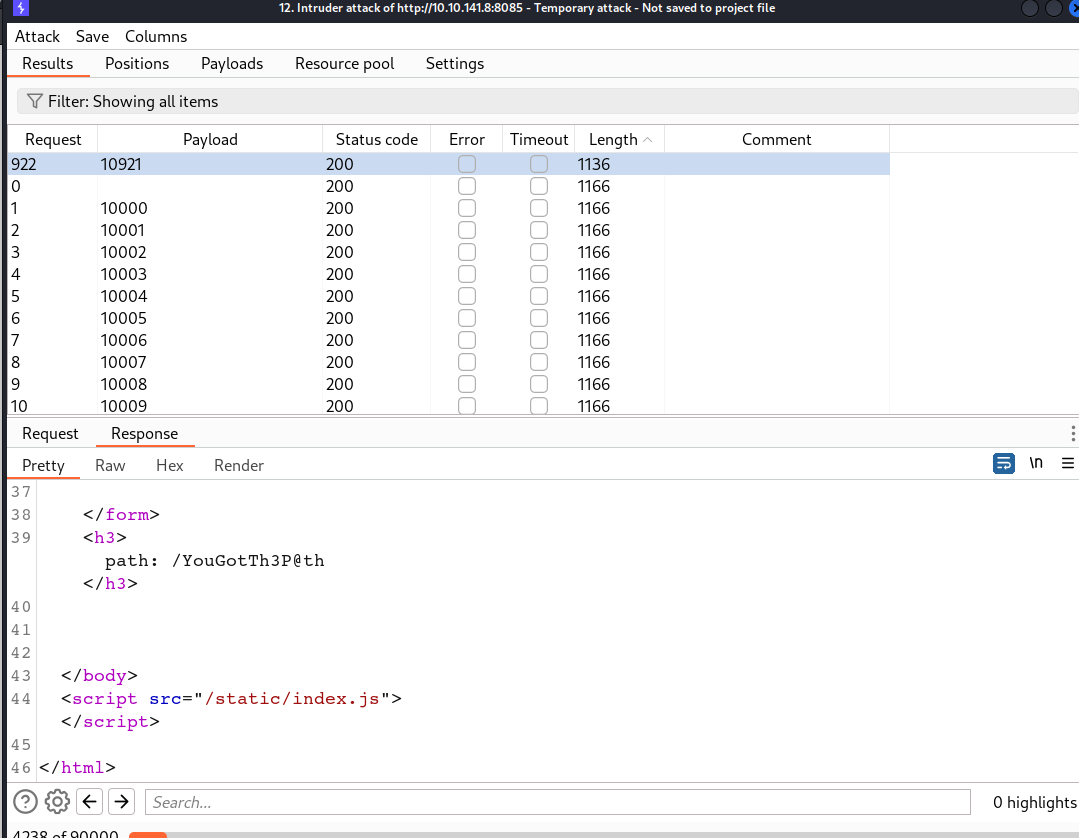 12. Intruder attack of http://10.10.141.8:8085 - Temporary attack - Not saved to project file
Attack Save Columns
Results Positions Payloads Resource pool Settings
Filter: Showing all items
Request Payload Status code Error Timeout Length Comment
922 10921 200 1136
0 200 1166
1 10000 200 1166
2 10001 200 1166
3 10002 200 1166
4 10003 200 1166
5 10004 200 1166
6 10005 200 1166
7 10006 200 1166
8 10007 200 1166
9 10008 200 1166
10 10009 200 1166
Request Response
Pretty Raw Hex Render \n
37
38 </form>
39 <h3>
path: /YouGotTh3P@th
</h3>
40
41
42
43 </body>
44 <script src="/static/index.js">
</script>
45
46 </html>
Search...
0 highlights
4238 of 90000